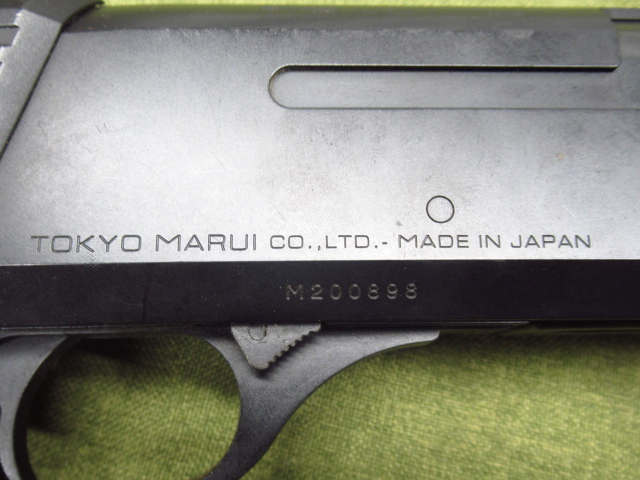 TOKYO MARUI CO.,LTD.- MADE IN JAPAN
M200898